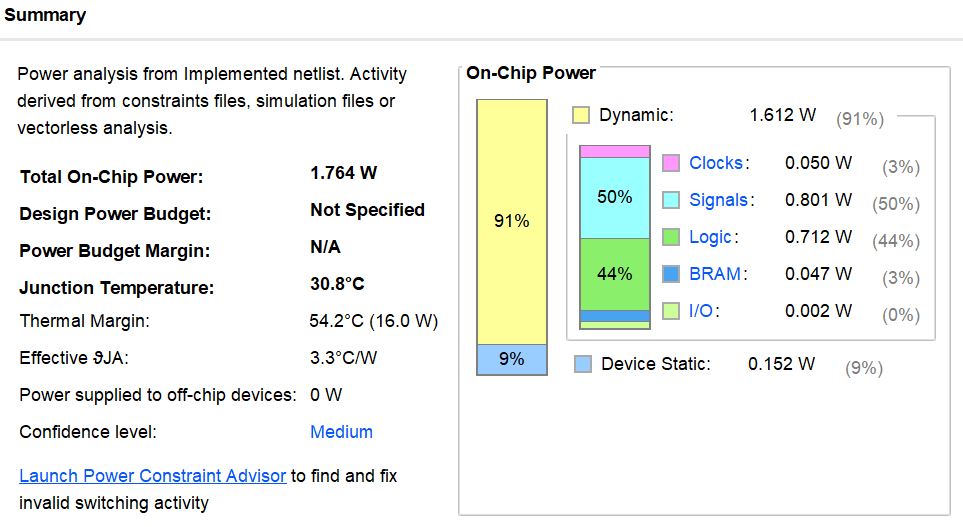 Summary
Power analysis from Implemented netlist. Activity
derived from constraints files, simulation files or
vectorless analysis.
Total On-Chip Power: 1.764 W
Design Power Budget: Not Specified
Power Budget Margin: N/A
Junction Temperature: 30.8°C
Thermal Margin: 54.2°C (16.0 W)
Effective ϑJA: 3.3°C/W
Power supplied to off-chip devices: 0 W
Confidence level: Medium
Launch Power Constraint Advisor to find and fix
invalid switching activity
On-Chip Power
91%
9%
Dynamic: 1.612 W (91%)
50%
44%
Clocks: 0.050 W (3%)
Signals: 0.801 W (50%)
Logic: 0.712 W (44%)
BRAM: 0.047 W (3%)
I/O: 0.002 W (0%)
Device Static: 0.152 W (9%)